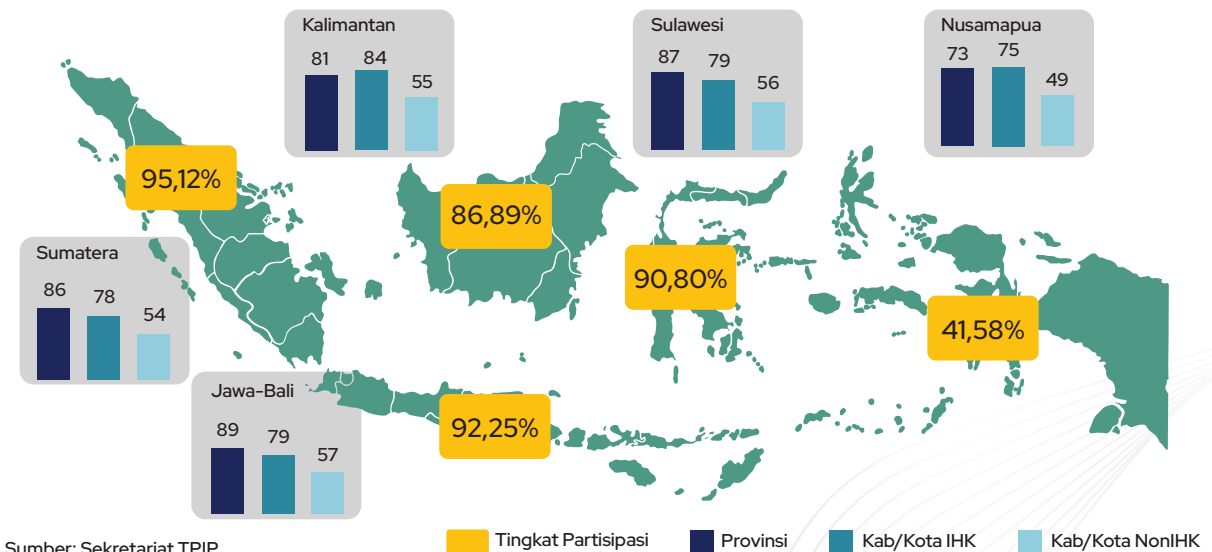 Kalimantan
81 84 55
Sulawesi
87 79 56
Nusamapua
73 75 49
95,12%
86,89%
90,80%
41,58%
92,25%
Sumatera
86 78 54
Jawa-Bali
89 79 57
Sumber: Sekretariat TPIP
Tingkat Partisipasi Provinsi Kab/Kota IHK Kab/Kota NonIHK